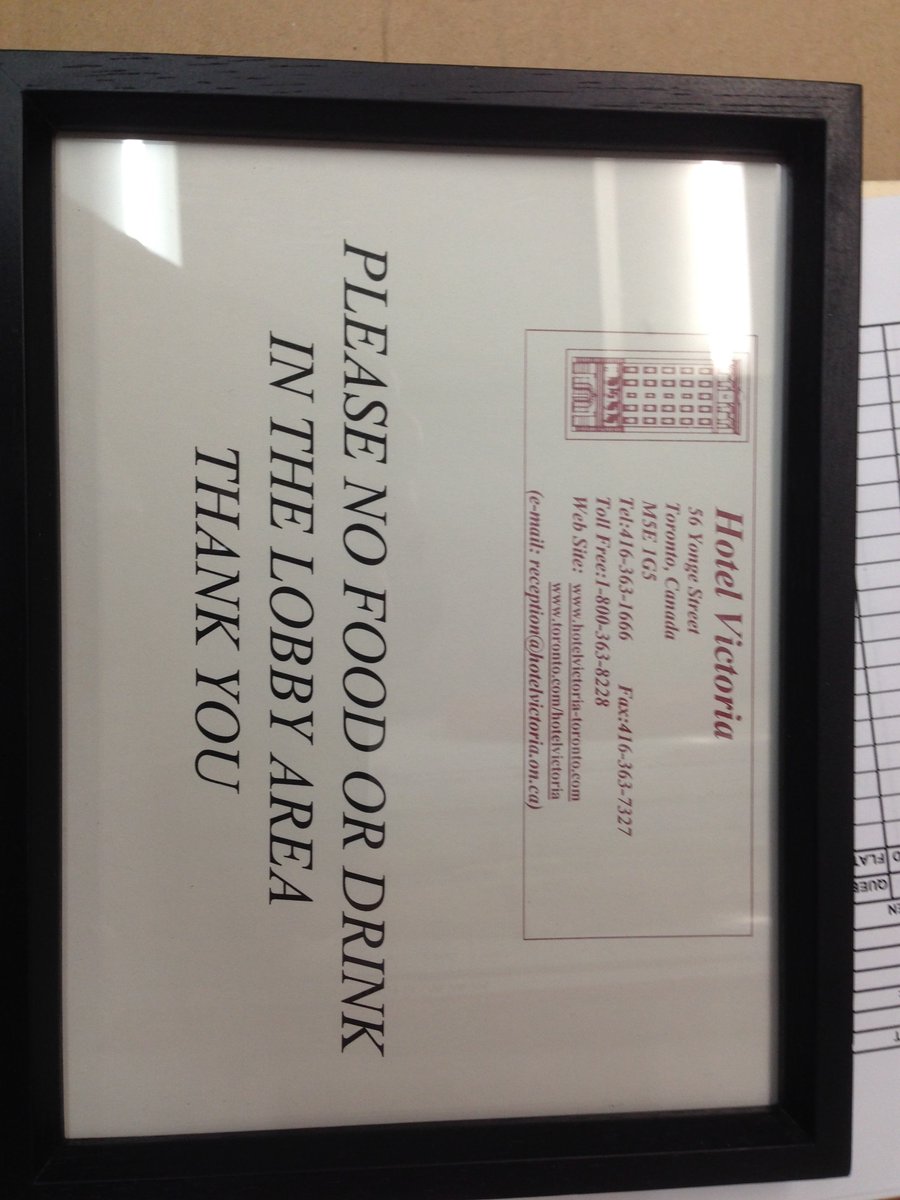 Hotel Victoria
56 Yonge Street
Toronto, Canada
M5E 1G5
Tel:416-363-1666 Fax:416-363-7327
Toll Free:1-800-363-8228
Web Site: www.hotelvictoria-toronto.com
www.toronto.com/hotelvictoria
(e-mail: reception@hotelvictoria.on.ca)
PLEASE NO FOOD OR DRINK
IN THE LOBBY AREA
THANK YOU